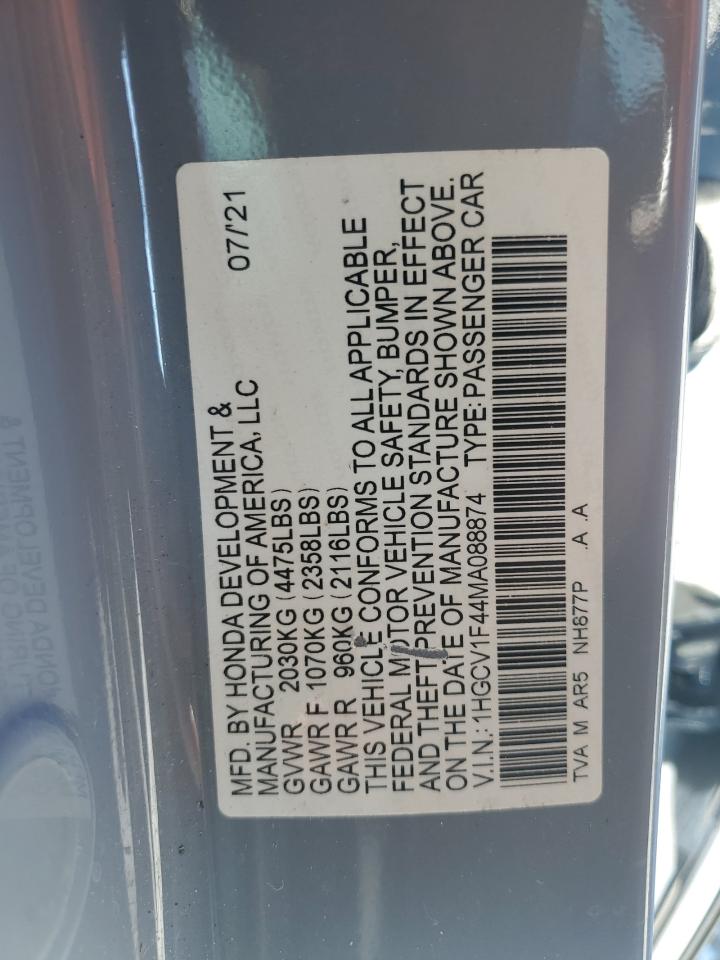 MFD. BY HONDA DEVELOPMENT & 07/'21
MANUFACTURING OF AMERICA, LLC
GVWR 2030KG (4475LBS)
GAWR F 1070KG (2358LBS)
GAWR R 960KG (2116LBS)
THIS VEHICLE CONFORMS TO ALL APPLICABLE
FEDERAL MOTOR VEHICLE SAFETY, BUMPER,
AND THEFT PREVENTION STANDARDS IN EFFECT
ON THE DATE OF MANUFACTURE SHOWN ABOVE.
V.I.N.: 1HGCV1F44MA088874 TYPE: PASSENGER CAR
TVA M AR5 NH877P .A .A